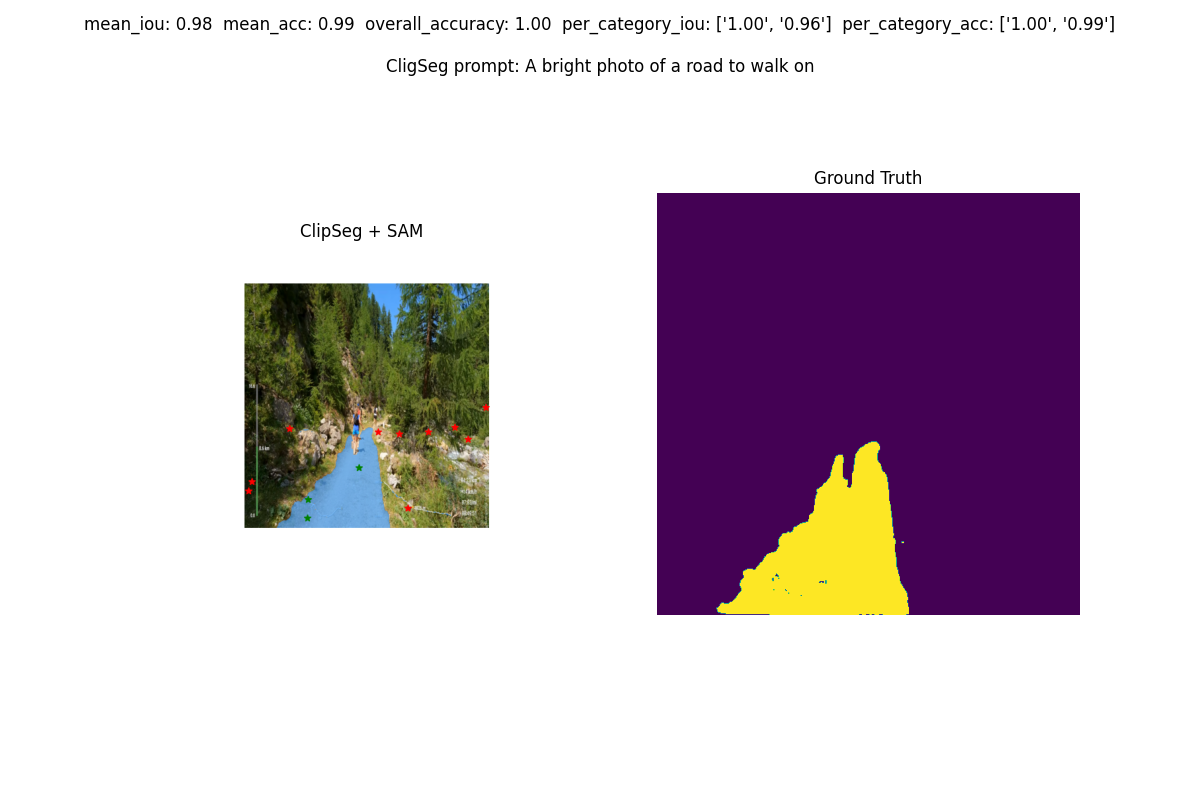 mean_iou: 0.98 mean_acc: 0.99 overall_accuracy: 1.00 per_category_iou: ['1.00', '0.96'] per_category_acc: ['1.00', '0.99']
CligSeg prompt: A bright photo of a road to walk on
Ground Truth
ClipSeg + SAM